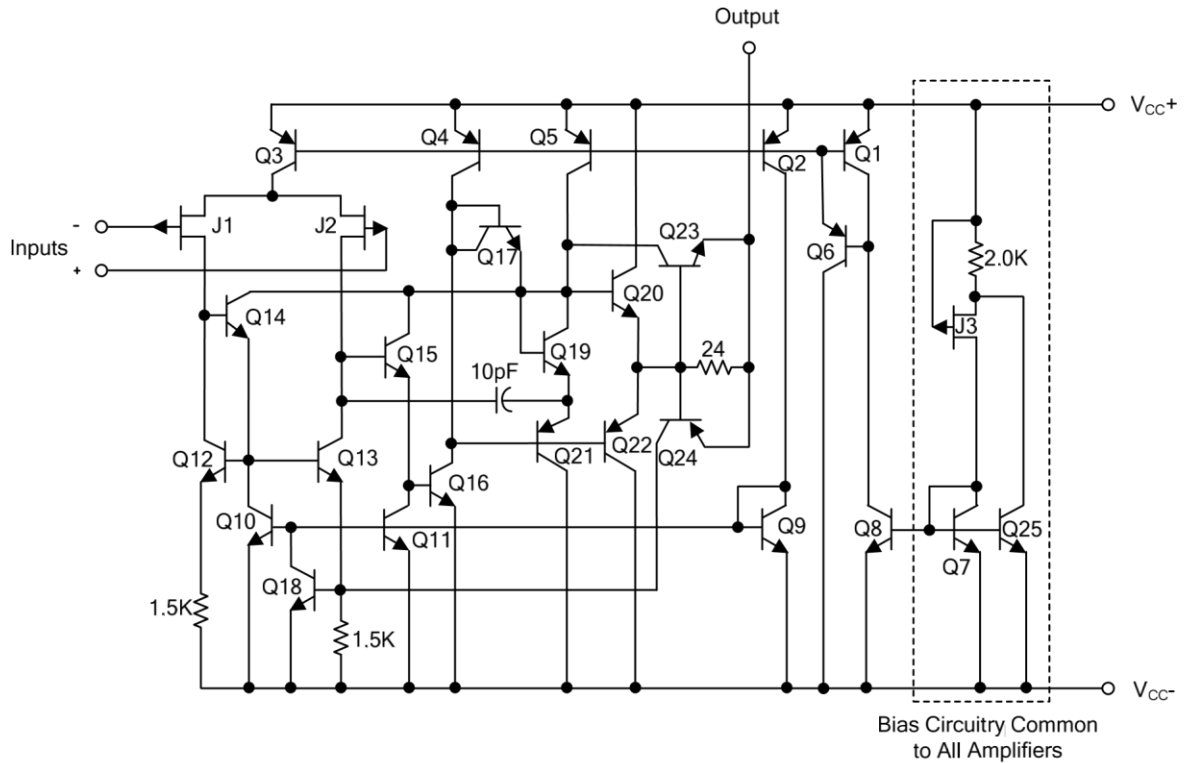 Output
V_CC+
Q3
Q4
Q5
Q2
Q1
-
J1
J2
Inputs
+
Q17
Q23
Q6
2.0K
Q14
Q20
J3
Q15
Q19
24
10pF
Q12
Q13
Q16
Q21
Q22
Q24
Q10
Q11
Q9
Q8
Q25
Q18
Q7
1.5K
1.5K
V_CC-
Bias Circuitry Common
to All Amplifiers